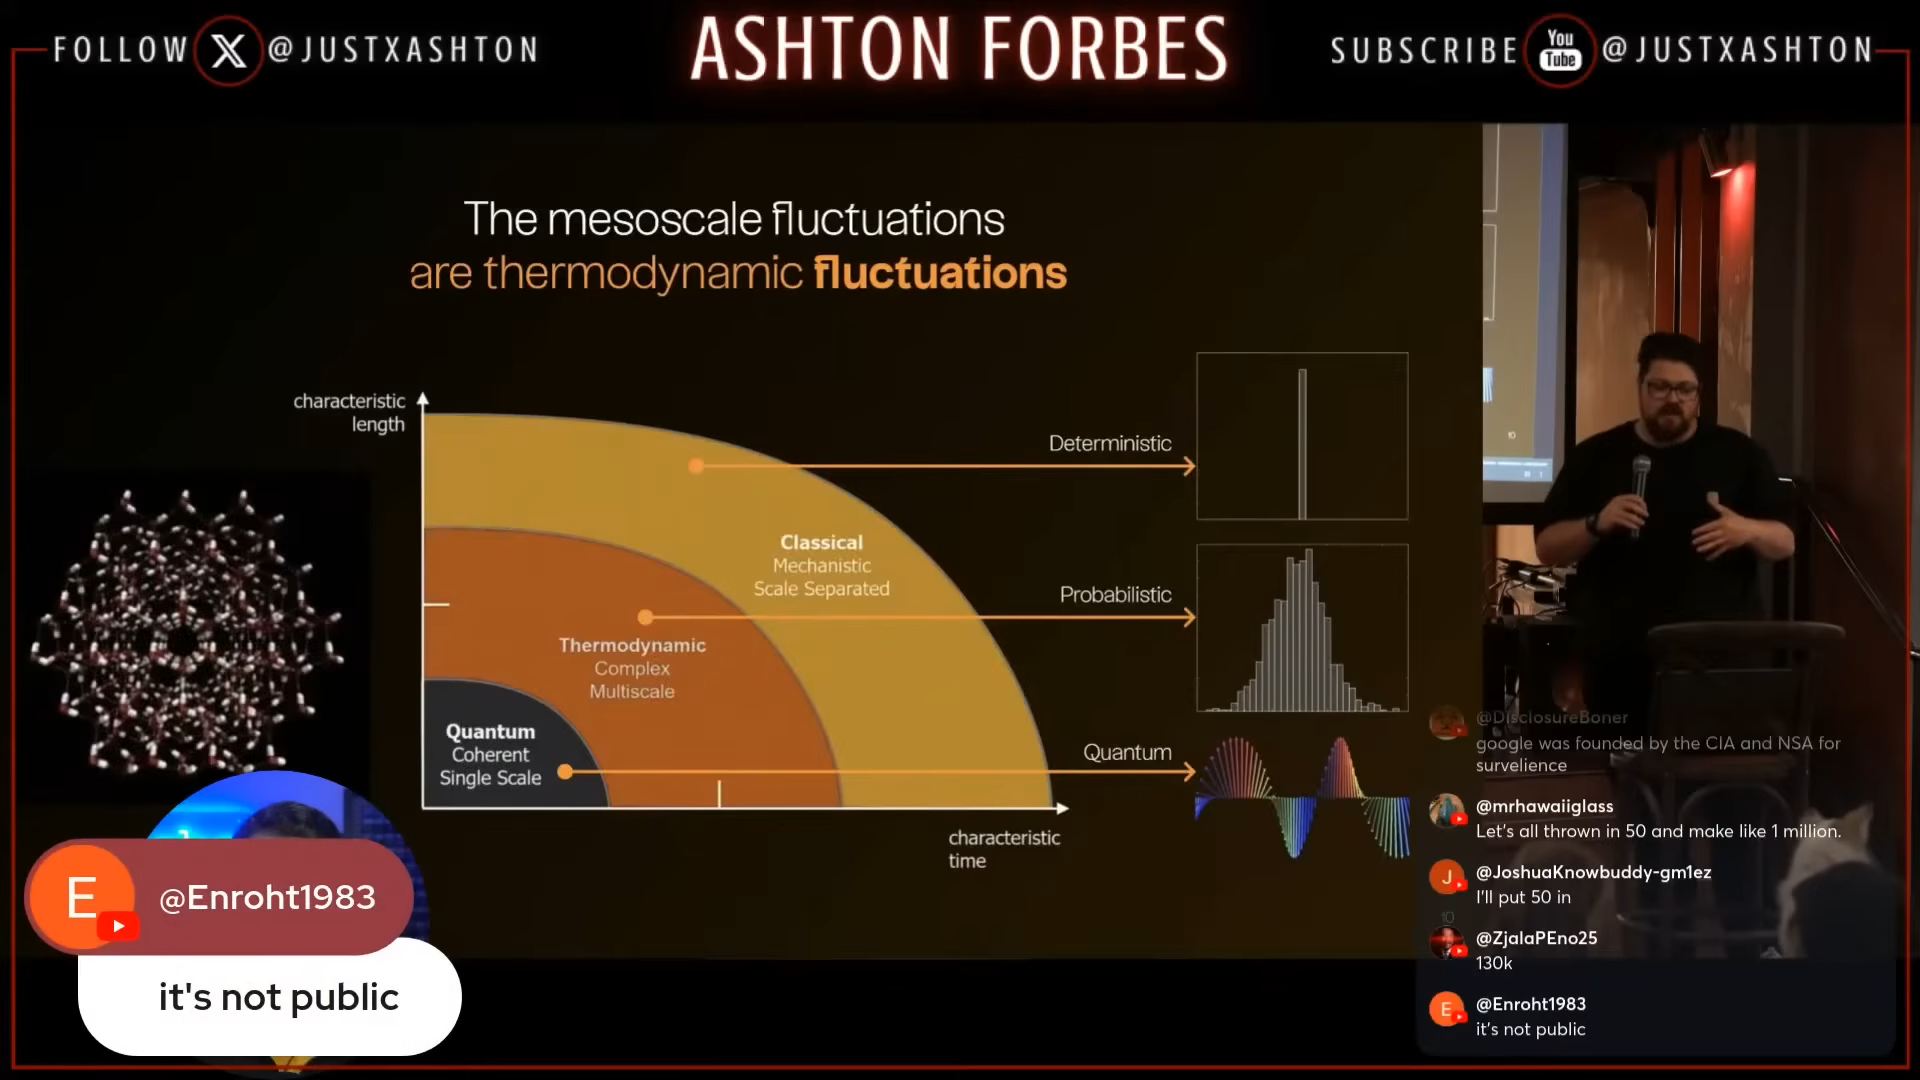 FOLLOW X @JUSTXASHTON
ASHTON FORBES
SUBSCRIBE You Tube @JUSTXASHTON
The mesoscale fluctuations
are thermodynamic fluctuations
characteristic
length
Deterministic
Classical
Mechanistic
Scale Separated
Probabilistic
Thermodynamic
Complex
Multiscale
Quantum
Coherent
Single Scale
Quantum
characteristic
time
10
@DisclosureBoner
google was founded by the CIA and NSA for
survelience
@mrhawaiiglass
Let's all thrown in 50 and make like 1 million.
J
@JoshuaKnowbuddy-gm1ez
I'll put 50 in
10
@ZjalaPEno25
130k
E
@Enroht1983
it's not public
E
@Enroht1983
it's not public